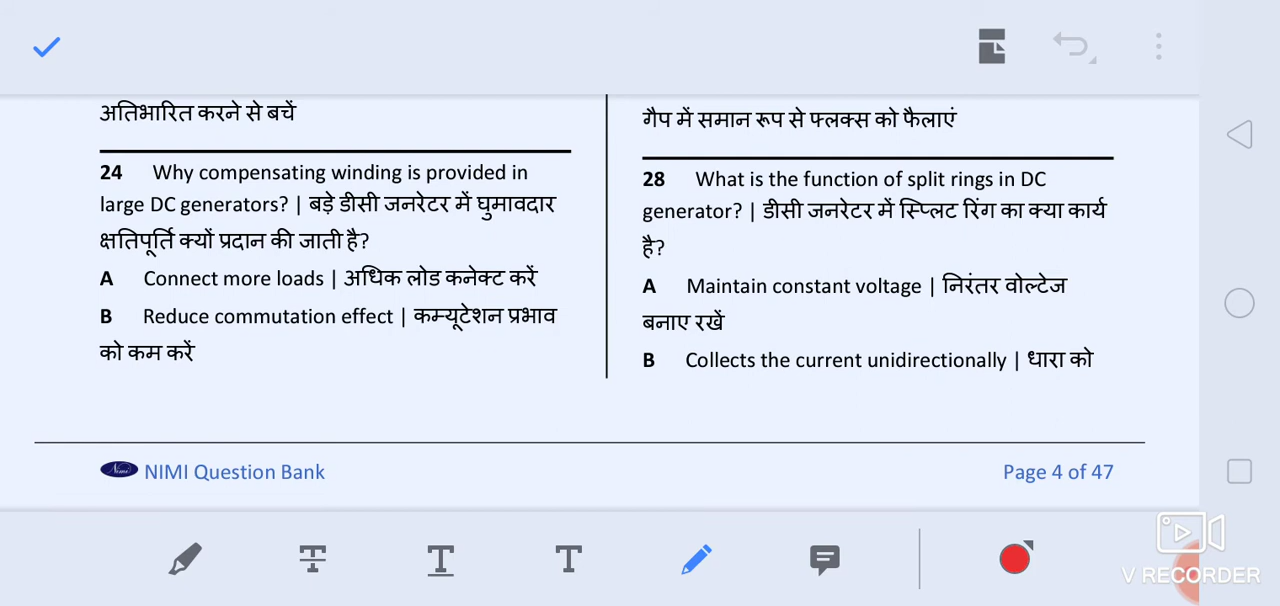 अतिभारित करने से बचें
24 Why compensating winding is provided in
large DC generators? | बड़े डीसी जनरेटर में घुमावदार
क्षतिपूर्ति क्यों प्रदान की जाती है?
A Connect more loads | अधिक लोड कनेक्ट करें
B Reduce commutation effect | कम्यूटेशन प्रभाव
को कम करें
गैप में समान रूप से फ्लक्स को फैलाएं
28 What is the function of split rings in DC
generator? | डीसी जनरेटर में स्प्लिट रिंग का क्या कार्य
है?
A Maintain constant voltage | निरंतर वोल्टेज
बनाए रखें
B Collects the current unidirectionally | धारा को
Nimi NIMI Question Bank
Page 4 of 47
V RECORDER